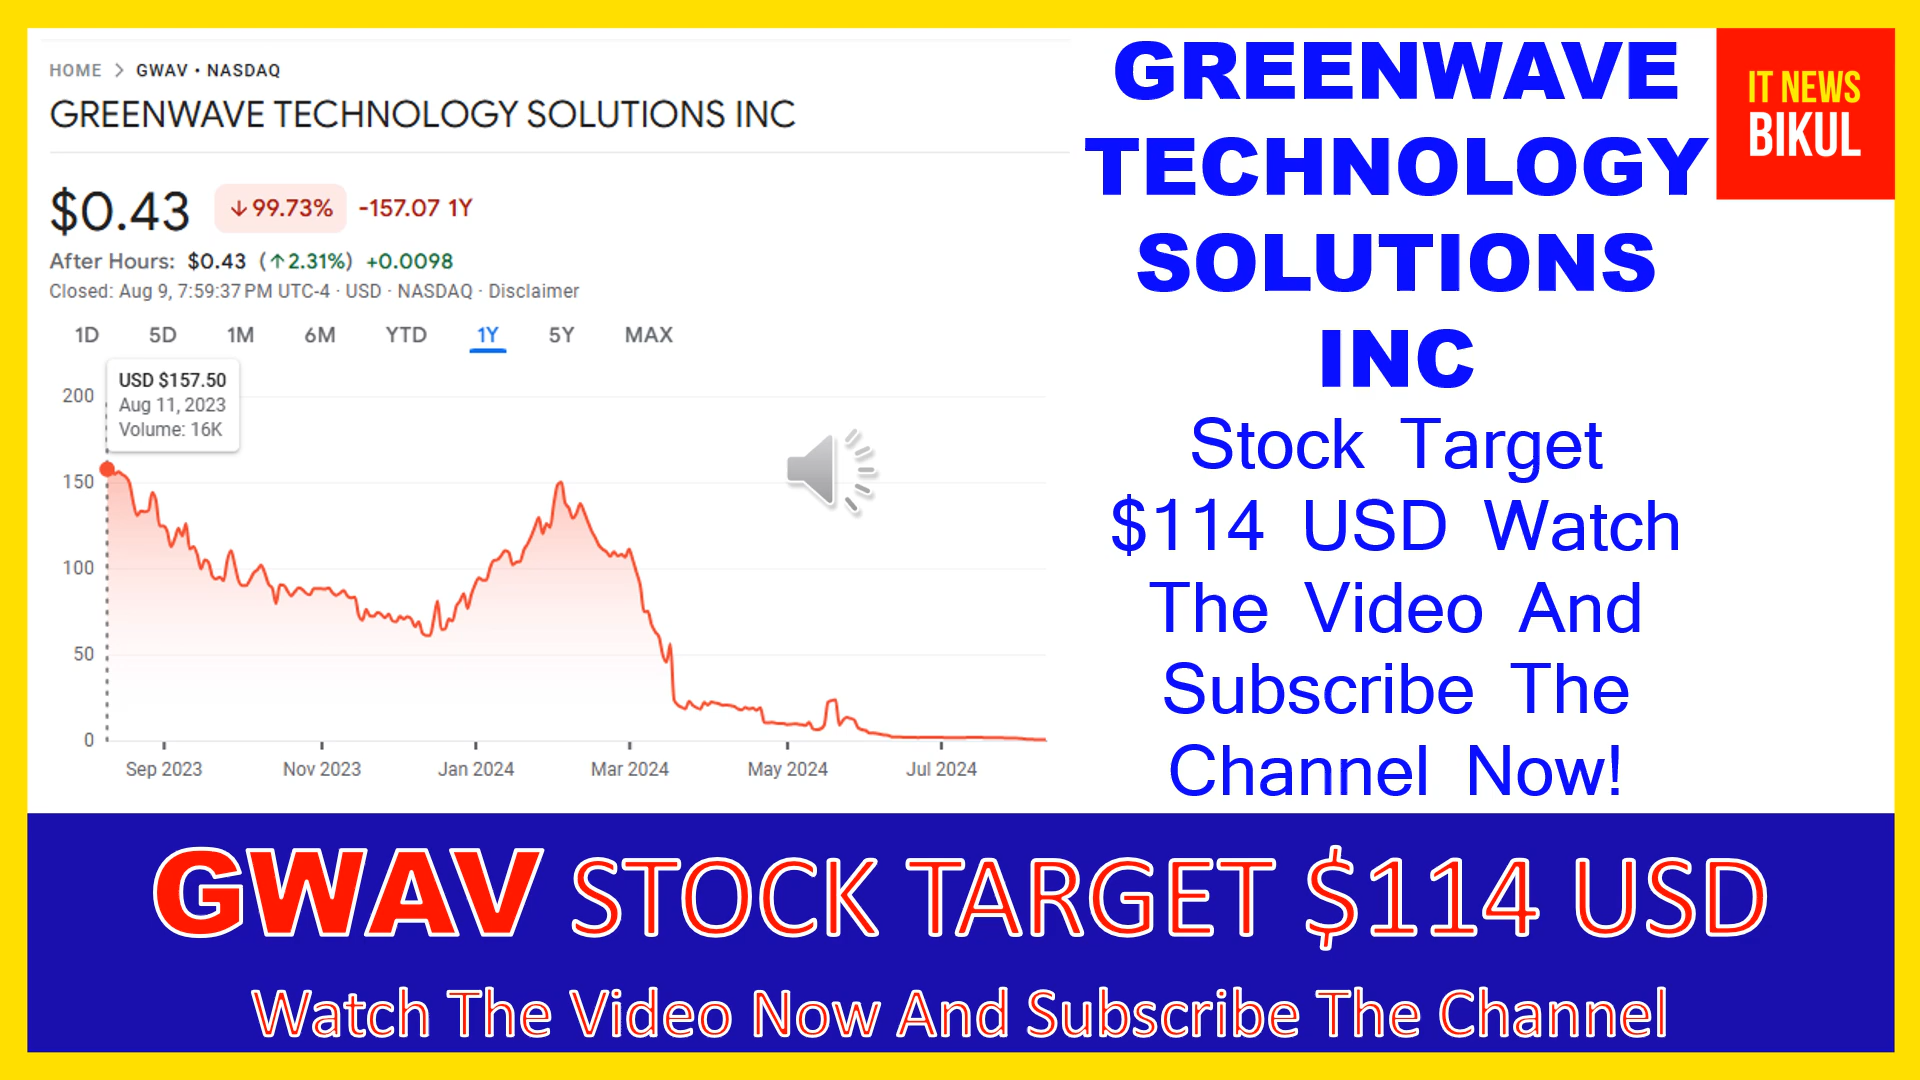 HOME > GWAV • NASDAQ
GREENWAVE TECHNOLOGY SOLUTIONS INC
$0.43 ↓99.73% -157.07 1Y
After Hours: $0.43 (↑2.31%) +0.0098
Closed: Aug 9, 7:59:37 PM UTC-4 · USD · NASDAQ · Disclaimer
1D 5D 1M 6M YTD 1Y 5Y MAX
USD $157.50
Aug 11, 2023
Volume: 16K
200
150
100
50
0
Sep 2023 Nov 2023 Jan 2024 Mar 2024 May 2024 Jul 2024
GREENWAVE
TECHNOLOGY
SOLUTIONS
INC
Stock Target
$114 USD Watch
The Video And
Subscribe The
Channel Now!
IT NEWS
BIKUL
GWAV STOCK TARGET $114 USD
Watch The Video Now And Subscribe The Channel